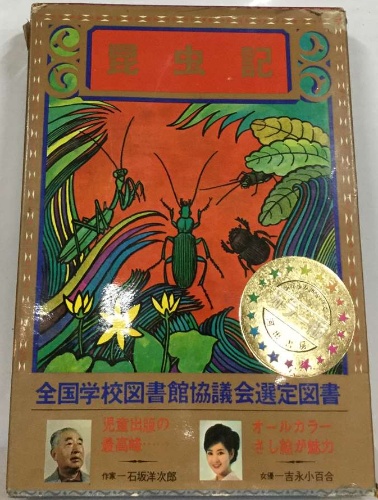 昆虫記
全国学校図書館協議会選定図書
児童出版の
最高峰……
作家―石坂洋次郎
オールカラー
さし絵が魅力
女優―吉永小百合